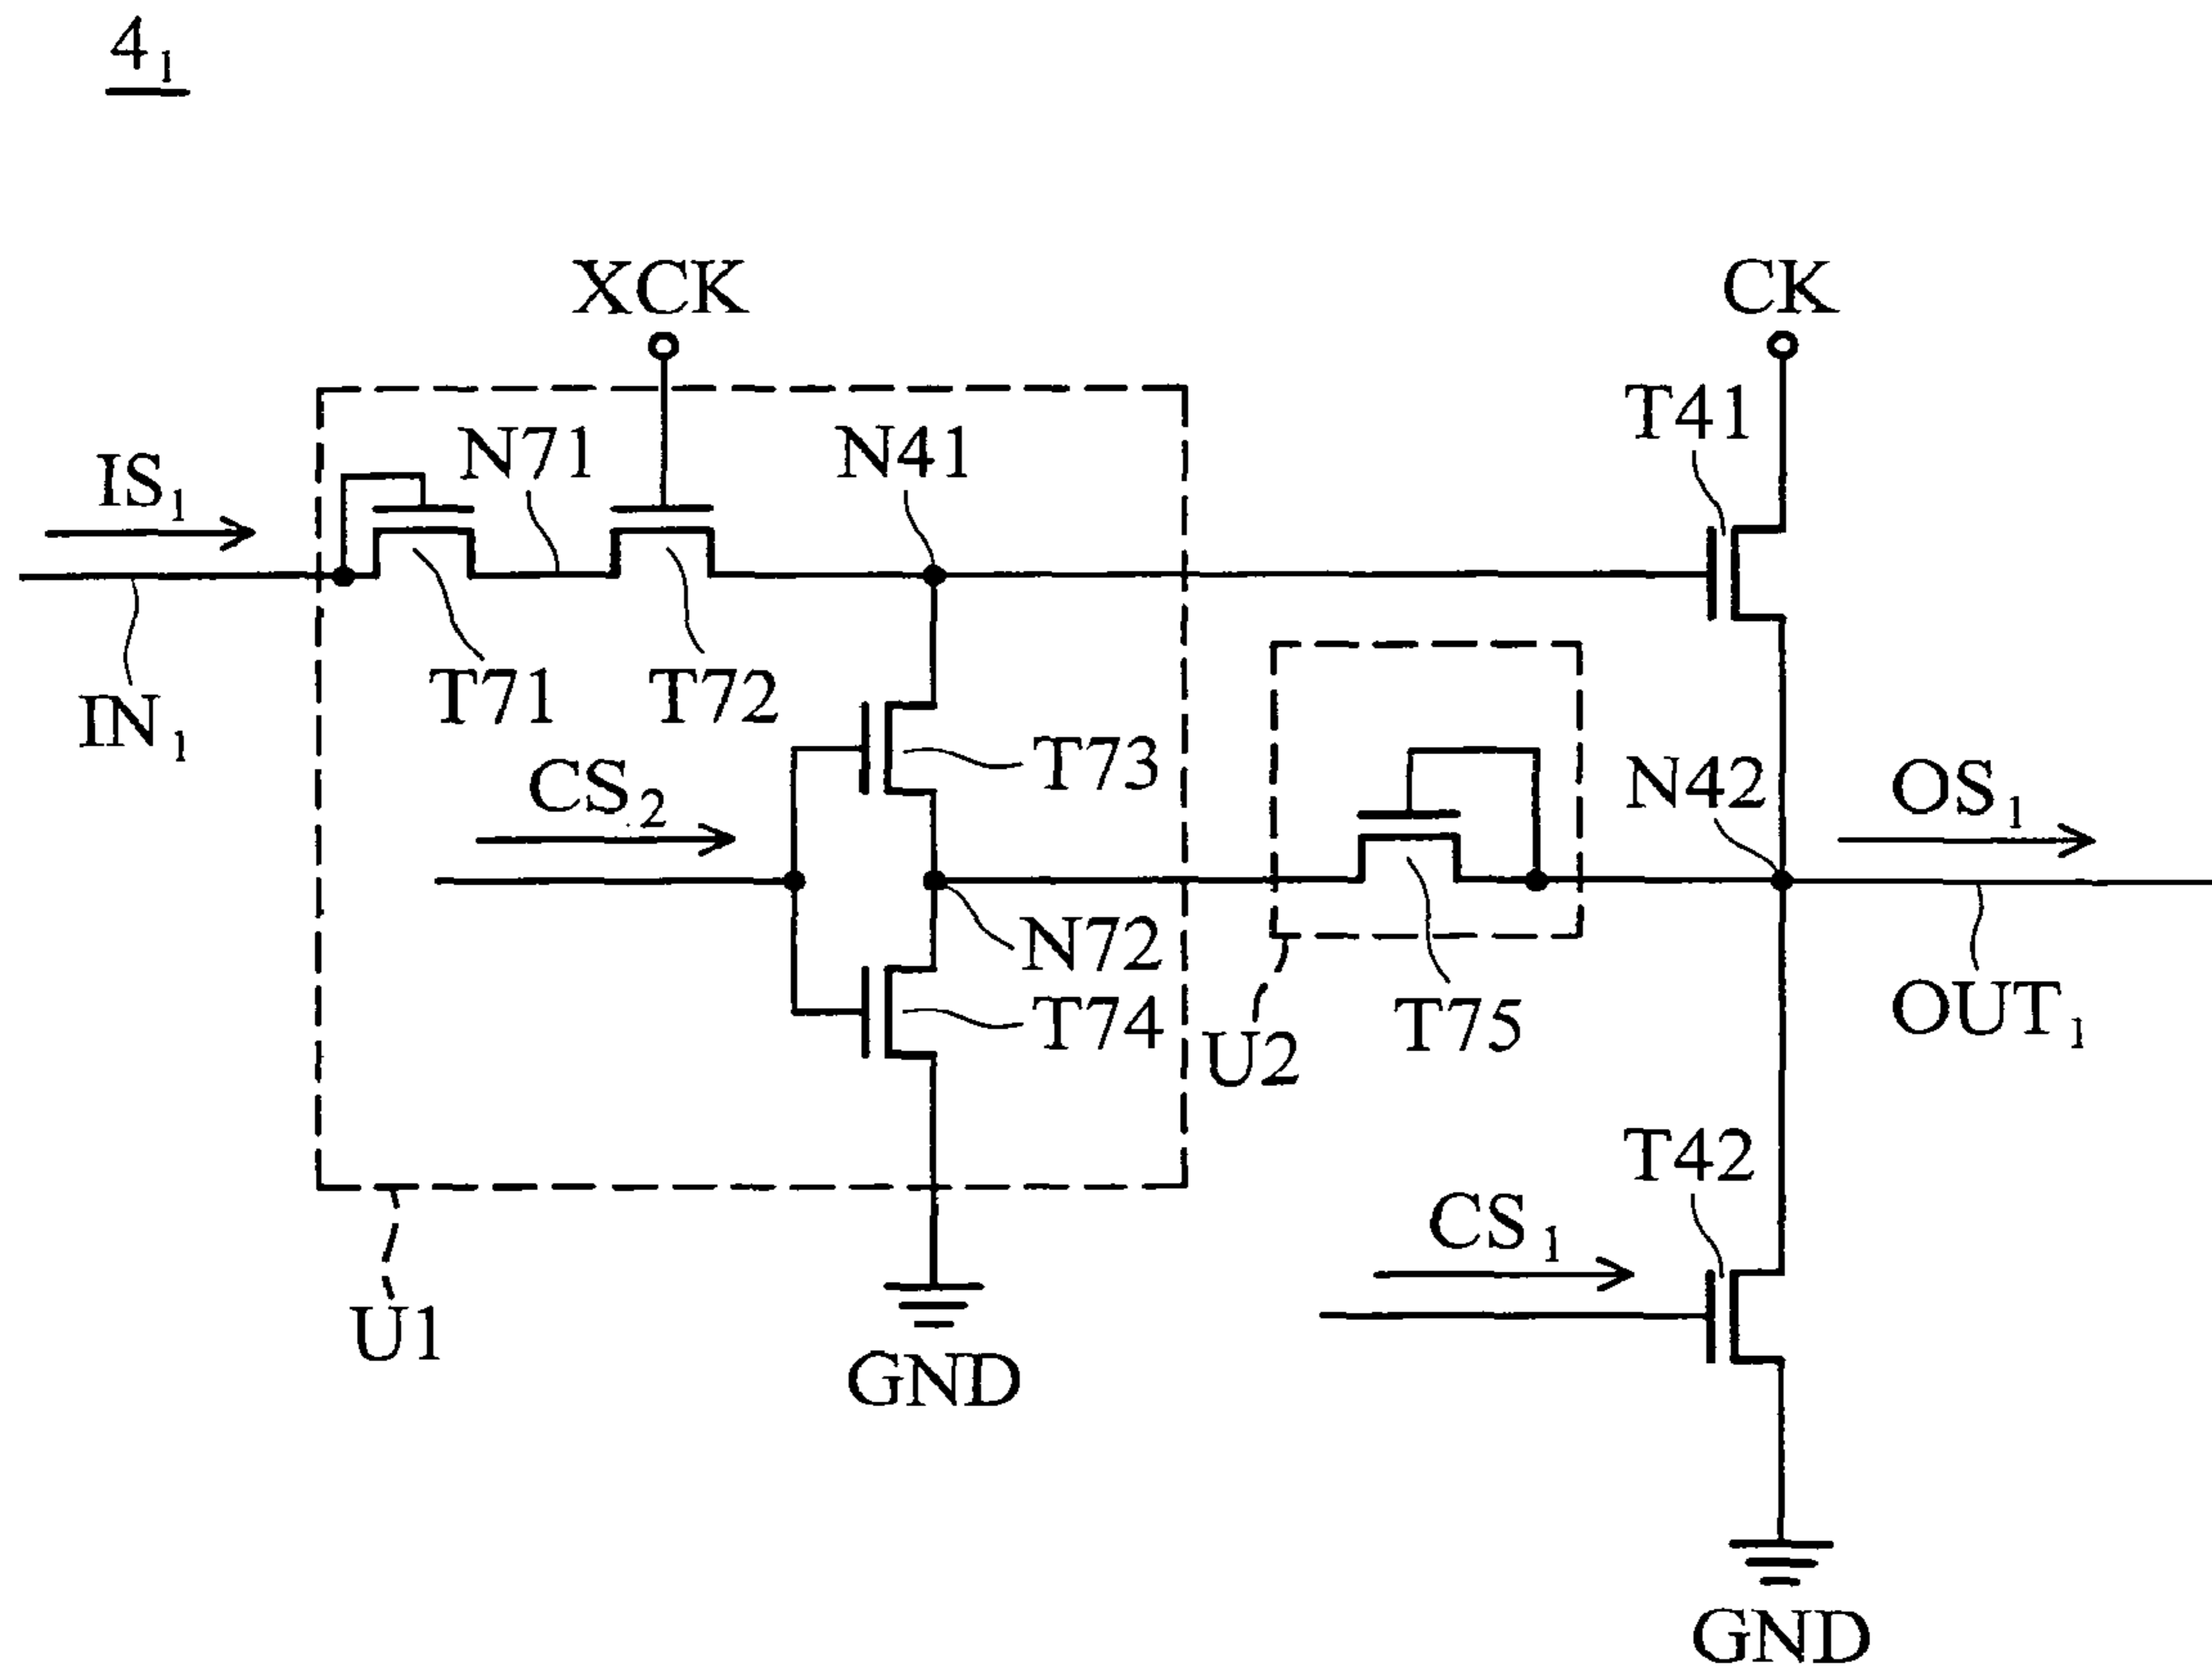 4₁
XCK
CK
T41
IS₁
N71
N41
T71
T72
IN₁
T73
CS₂
N42
OS₁
N72
T74
T75
OUT₁
U2
T42
CS₁
U1
GND
GND